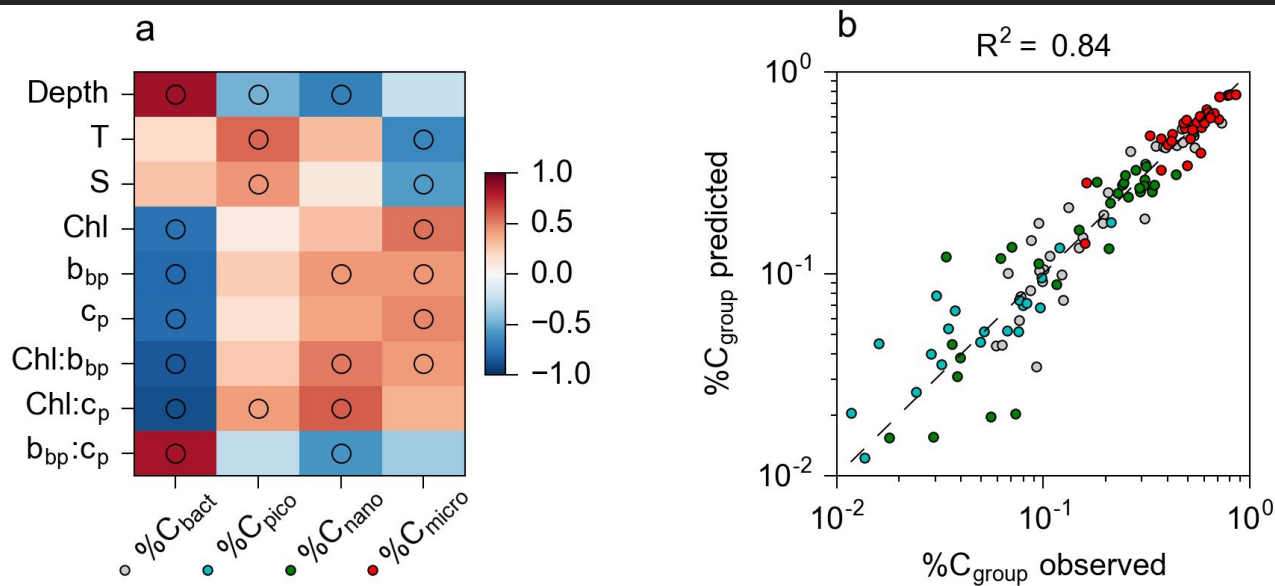 a
Depth
T
S
Chl
b_bp
c_p
Chl:b_bp
Chl:c_p
b_bp:c_p
%C_bact
%C_pico
%C_nano
%C_micro
1.0
0.5
0.0
−0.5
−1.0
b
R² = 0.84
%C_group predicted
10⁰
10⁻¹
10⁻²
10⁻² 10⁻¹ 10⁰
%C_group observed